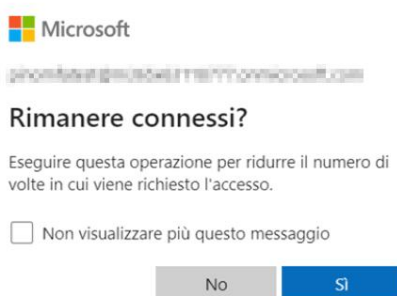 Microsoft
Rimanere connessi?
Eseguire questa operazione per ridurre il numero di
volte in cui viene richiesto l'accesso.
Non visualizzare più questo messaggio
No
Sì